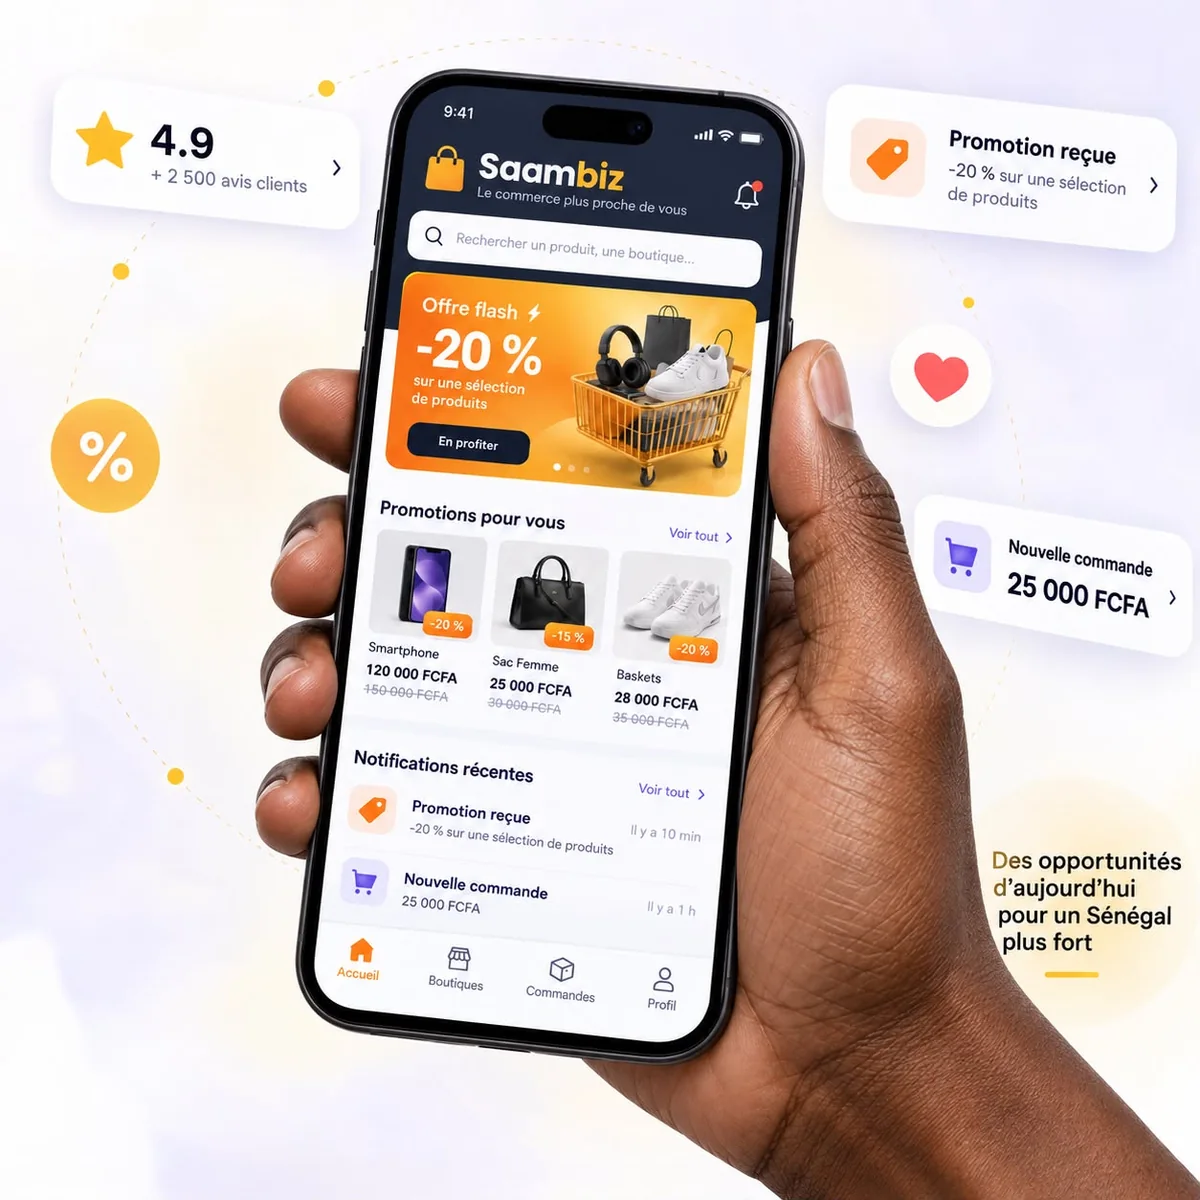 4.9
+ 2 500 avis clients
Promotion reçue
-20 % sur une sélection
de produits
9:41
Saambiz
Le commerce plus proche de vous
Rechercher un produit, une boutique...
Offre flash
-20 %
sur une sélection
de produits
En profiter
%
Promotions pour vous
Voir tout
-20 %
-15 %
-20 %
Smartphone
120 000 FCFA
150 000 FCFA
Sac Femme
25 000 FCFA
30 000 FCFA
Baskets
28 000 FCFA
35 000 FCFA
Nouvelle commande
25 000 FCFA
Notifications récentes
Voir tout
Promotion reçue
-20 % sur une sélection de produits
Il y a 10 min
Nouvelle commande
25 000 FCFA
Il y a 1 h
Accueil
Boutiques
Commandes
Profil
Des opportunités
d'aujourd'hui
pour un Sénégal
plus fort